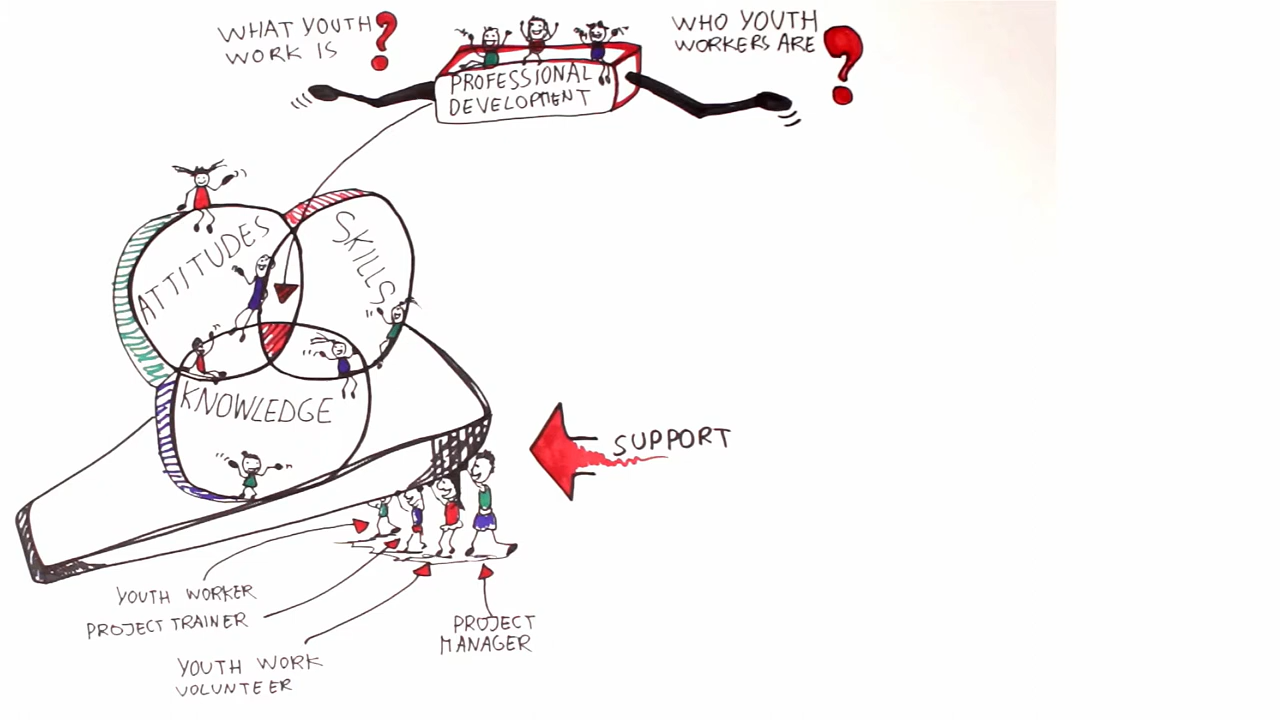 WHAT YOUTH
WORK IS ?
PROFESSIONAL
DEVELOPMENT
WHO YOUTH
WORKERS ARE ?
ATTITUDES
SKILLS
KNOWLEDGE
SUPPORT
YOUTH WORKER
PROJECT TRAINER
YOUTH WORK
VOLUNTEER
PROJECT
MANAGER